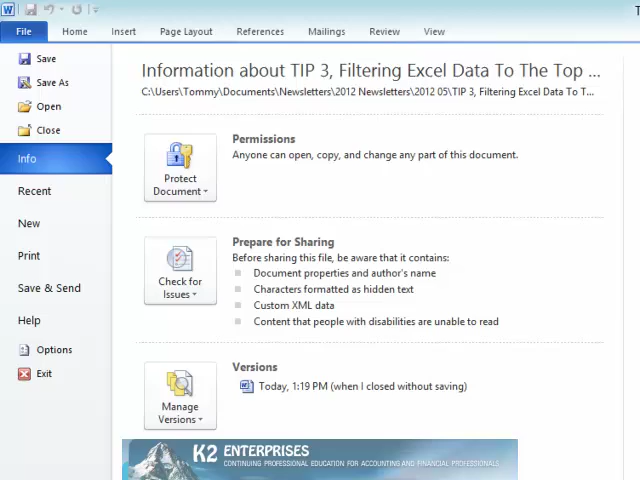 File Home Insert Page Layout References Mailings Review View
Save
Save As
Open
Close
Info
Recent
New
Print
Save & Send
Help
Options
Exit
Information about TIP 3, Filtering Excel Data To The Top ...
C:\Users\Tommy\Documents\Newsletters\2012 Newsletters\2012 05\TIP 3, Filtering Excel Data To T...
Protect
Document
Permissions
Anyone can open, copy, and change any part of this document.
Check for
Issues
Prepare for Sharing
Before sharing this file, be aware that it contains:
Document properties and author's name
Characters formatted as hidden text
Custom XML data
Content that people with disabilities are unable to read
Manage
Versions
Versions
Today, 1:19 PM (when I closed without saving)
K2 ENTERPRISES
CONTINUING PROFESSIONAL EDUCATION FOR ACCOUNTING AND FINANCIAL PROFESSIONALS